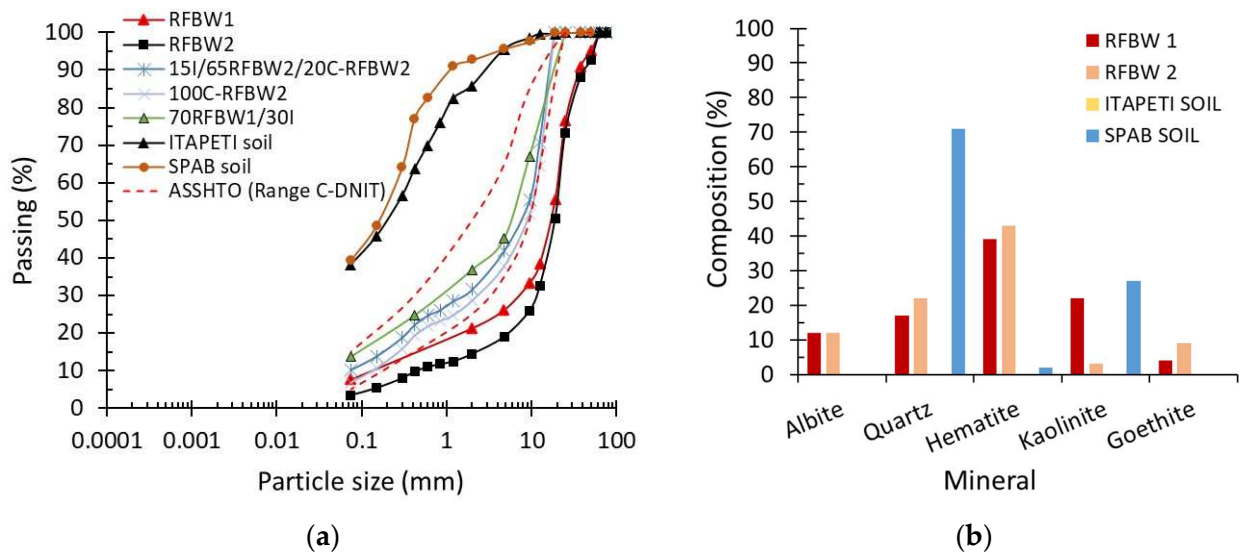 RFBW1
RFBW2
15I/65RFBW2/20C-RFBW2
100C-RFBW2
70RFBW1/30I
ITAPETI soil
SPAB soil
ASSHTO (Range C-DNIT)
Passing (%)
100
90
80
70
60
50
40
30
20
10
0
0.0001 0.001 0.01 0.1 1 10 100
Particle size (mm)
(a)
RFBW 1
RFBW 2
ITAPETI SOIL
SPAB SOIL
Composition (%)
100
90
80
70
60
50
40
30
20
10
0
Albite Quartz Hematite Kaolinite Goethite
Mineral
(b)